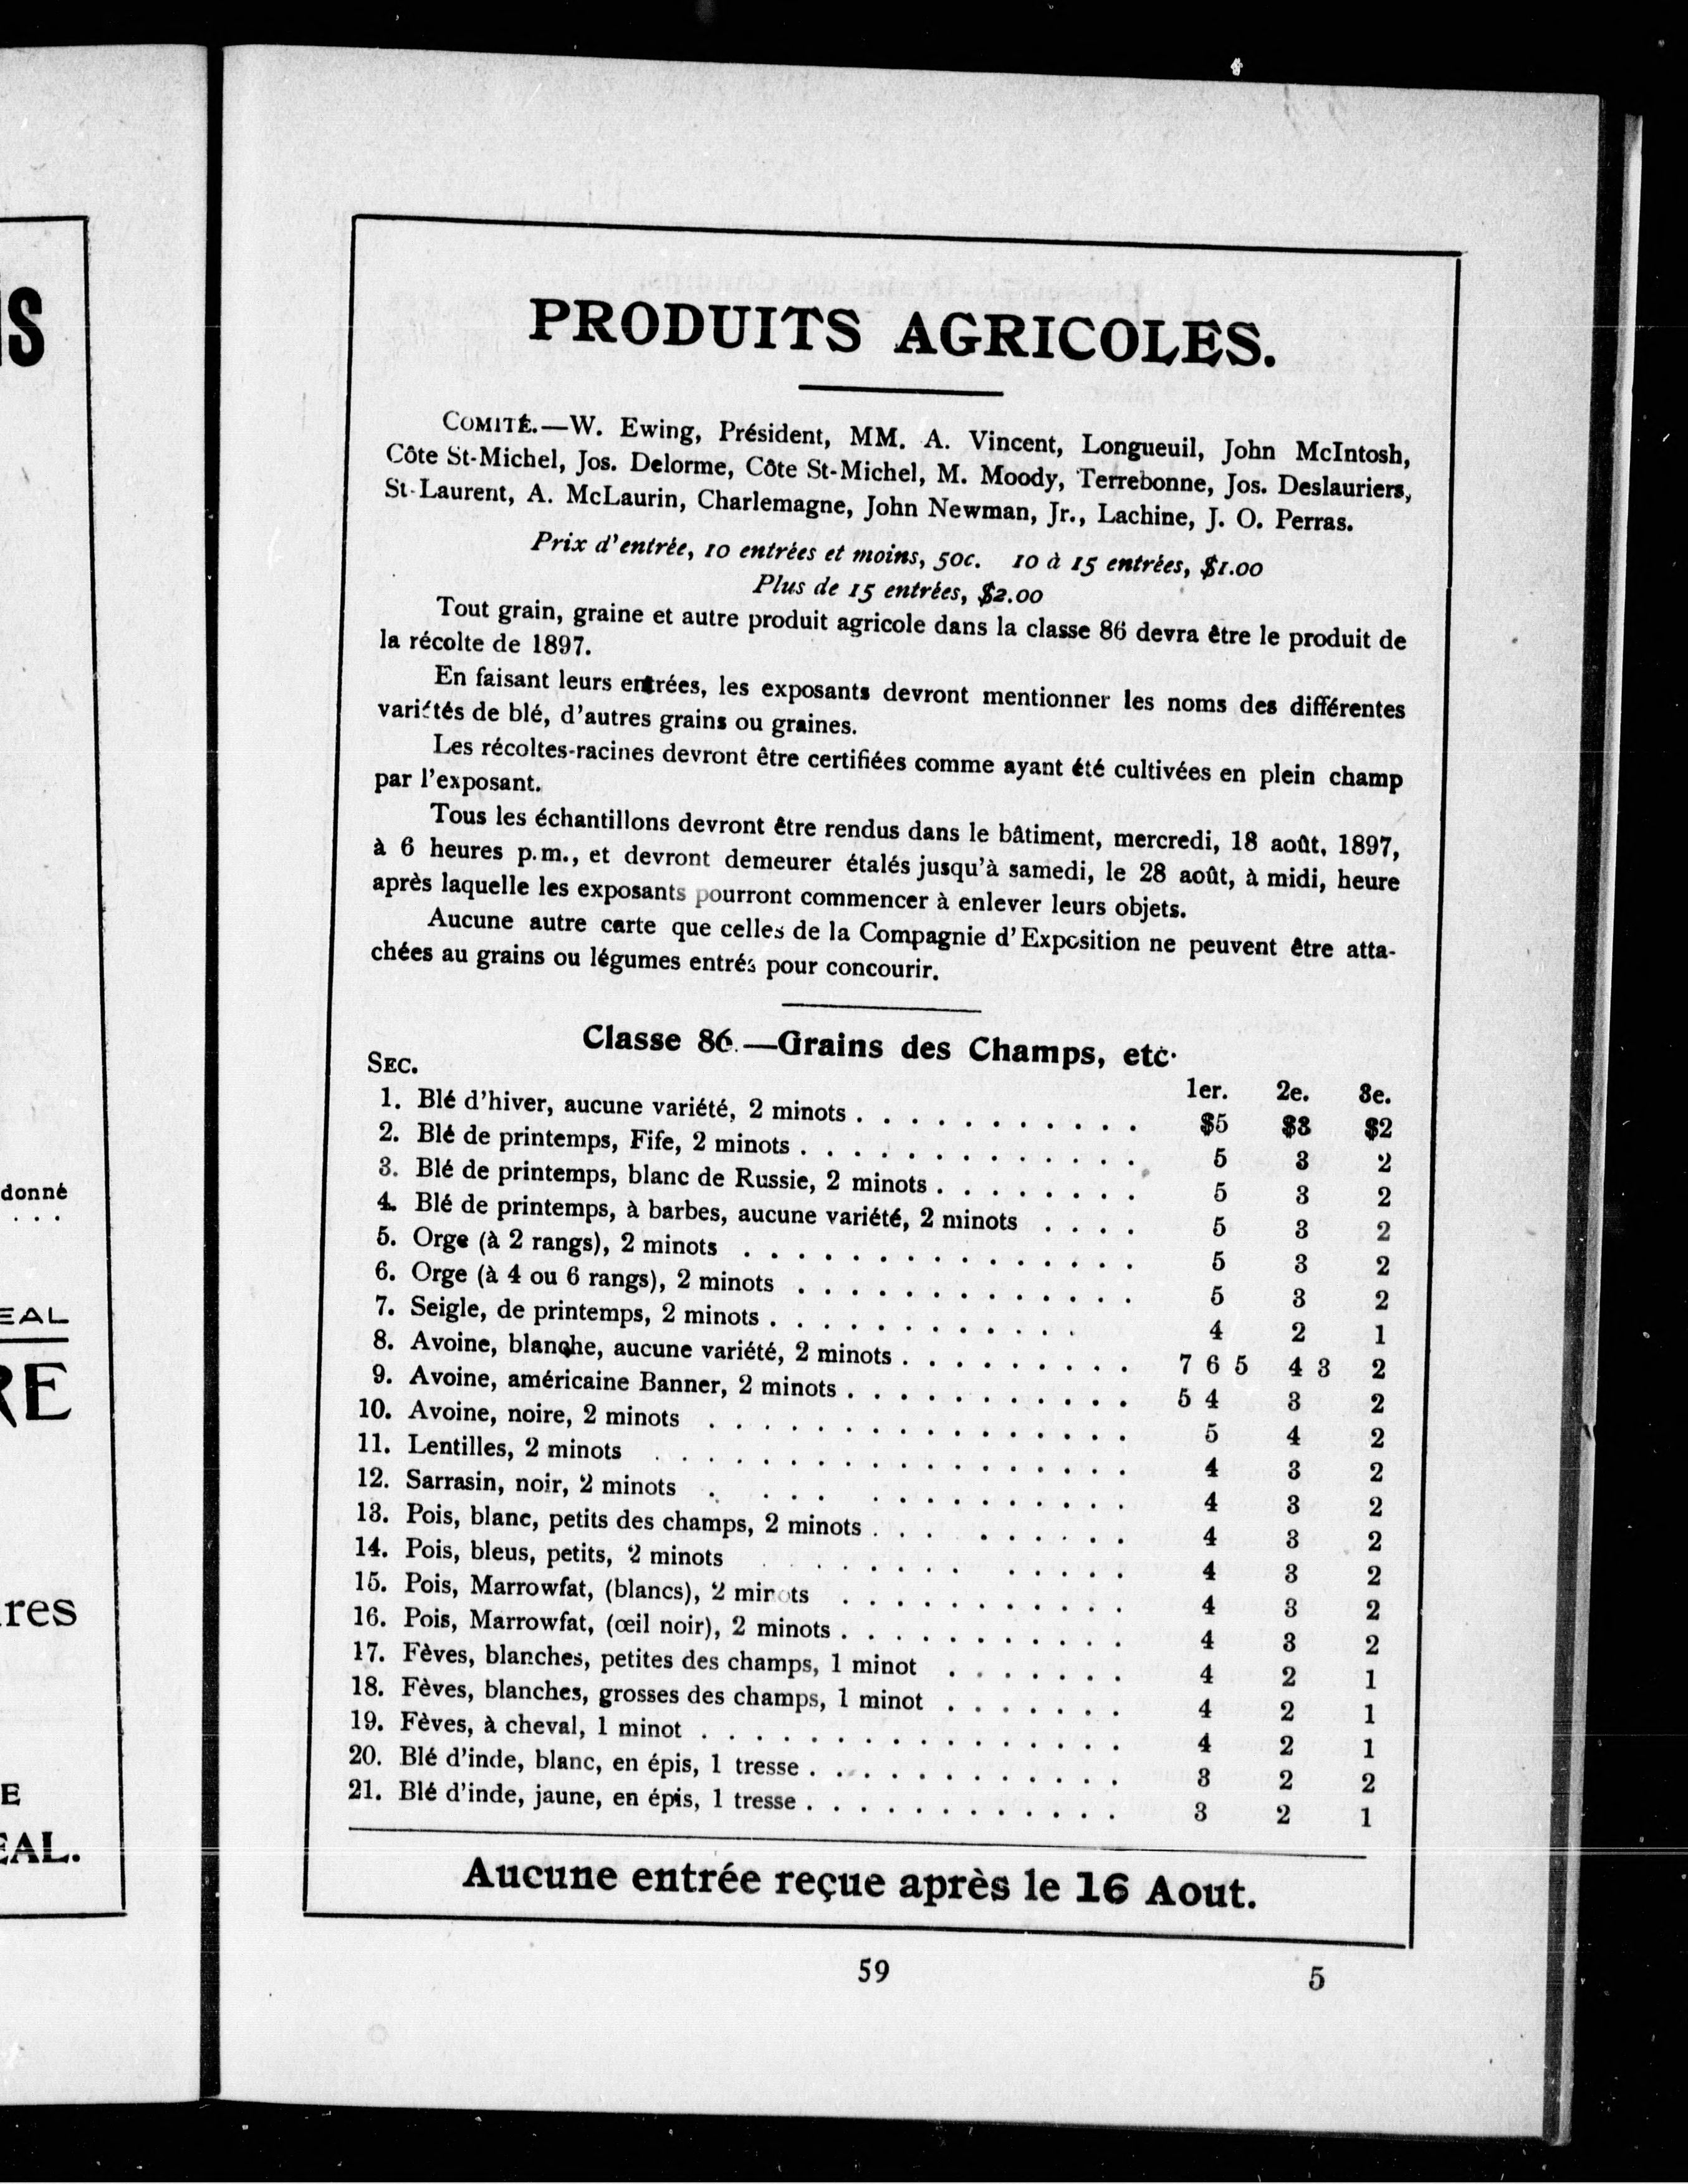 PRODUITS AGRICOLES.
COMITÉ.—W. Ewing, Président, MM. A. Vincent, Longueuil, John McIntosh,
Côte St-Michel, Jos. Delorme, Côte St-Michel, M. Moody, Terrebonne, Jos. Deslauriers,
St-Laurent, A. McLaurin, Charlemagne, John Newman, Jr., Lachine, J. O. Perras.
Prix d'entrée, 10 entrées et moins, 50c. 10 à 15 entrées, $1.00
Plus de 15 entrées, $2.00
Tout grain, graine et autre produit agricole dans la classe 86 devra être le produit de
la récolte de 1897.
En faisant leurs entrées, les exposants devront mentionner les noms des différentes
variétés de blé, d'autres grains ou graines.
Les récoltes-racines devront être certifiées comme ayant été cultivées en plein champ
par l'exposant.
Tous les échantillons devront être rendus dans le bâtiment, mercredi, 18 août, 1897,
à 6 heures p.m., et devront demeurer étalés jusqu'à samedi, le 28 août, à midi, heure
après laquelle les exposants pourront commencer à enlever leurs objets.
Aucune autre carte que celles de la Compagnie d'Exposition ne peuvent être atta-
chées au grains ou légumes entrés pour concourir.
Classe 86.—Grains des Champs, etc.
SEC. 1er. 2e. 3e.
1. Blé d'hiver, aucune variété, 2 minots . . . . . . . . . . . $5 $3 $2
2. Blé de printemps, Fife, 2 minots . . . . . . . . . . . . . 5 3 2
3. Blé de printemps, blanc de Russie, 2 minots . . . . . . . . 5 3 2
4. Blé de printemps, à barbes, aucune variété, 2 minots . . . . 5 3 2
5. Orge (à 2 rangs), 2 minots . . . . . . . . . . . . . . . 5 3 2
6. Orge (à 4 ou 6 rangs), 2 minots . . . . . . . . . . . . . 5 3 2
7. Seigle, de printemps, 2 minots . . . . . . . . . . . . 4 2 1
8. Avoine, blanche, aucune variété, 2 minots . . . . . . . . . 7 6 5 4 3 2
9. Avoine, américaine Banner, 2 minots . . . . . . . . . . . 5 4 3 2
10. Avoine, noire, 2 minots . . . . . . . . . . . . . . . . 5 4 2
11. Lentilles, 2 minots . . . . . . . . . . . . . . . . . . 4 3 2
12. Sarrasin, noir, 2 minots . . . . . . . . . . . . . . 4 3 2
13. Pois, blanc, petits des champs, 2 minots . . . . . . . . . 4 3 2
14. Pois, bleus, petits, 2 minots . . . . . . . . . . . . 4 3 2
15. Pois, Marrowfat, (blancs), 2 minots . . . . . . . . . . . 4 3 2
16. Pois, Marrowfat, (œil noir), 2 minots . . . . . . . . . . . 4 3 2
17. Fèves, blanches, petites des champs, 1 minot . . . . . . . 4 2 1
18. Fèves, blanches, grosses des champs, 1 minot . . . . . . . 4 2 1
19. Fèves, à cheval, 1 minot . . . . . . . . . . . . . . . . 4 2 1
20. Blé d'inde, blanc, en épis, 1 tresse . . . . . . . . . . . . 3 2 2
21. Blé d'inde, jaune, en épis, 1 tresse . . . . . . . . . . . . 3 2 1
Aucune entrée reçue après le 16 Aout.
59 5
donné
. . .